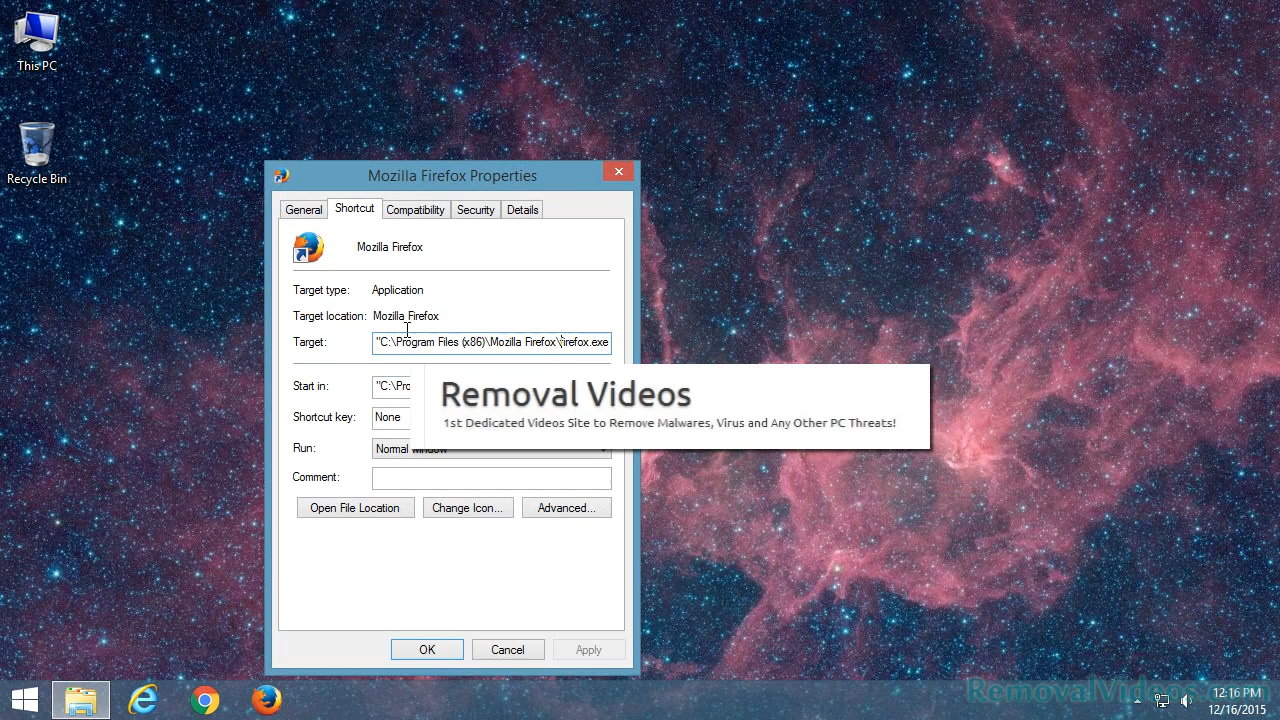 This PC
Recycle Bin
Mozilla Firefox Properties
General Shortcut Compatibility Security Details
Mozilla Firefox
Target type: Application
Target location: Mozilla Firefox
Target: "C:\Program Files (x86)\Mozilla Firefox\firefox.exe
Start in: "C:\Pro
Shortcut key: None
Run: Normal window
Comment:
Removal Videos
1st Dedicated Videos Site to Remove Malwares, Virus and Any Other PC Threats!
Open File Location Change Icon... Advanced...
OK Cancel Apply
RemovalVideos.com
12:16 PM
12/16/2015